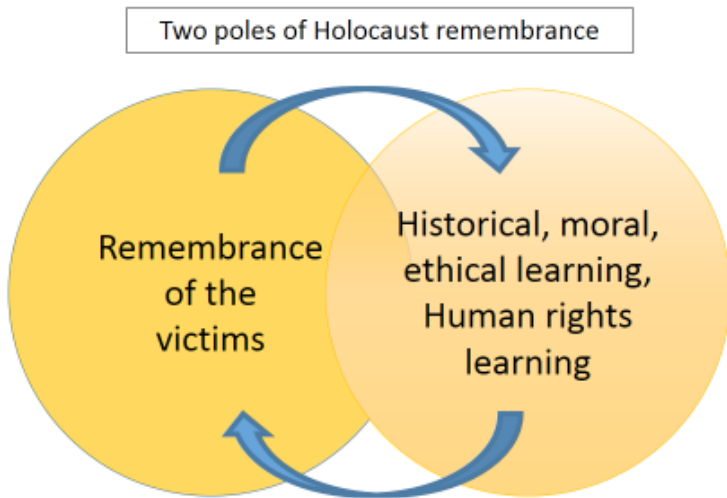 Two poles of Holocaust remembrance
Remembrance
of the
victims
Historical, moral,
ethical learning,
Human rights
learning